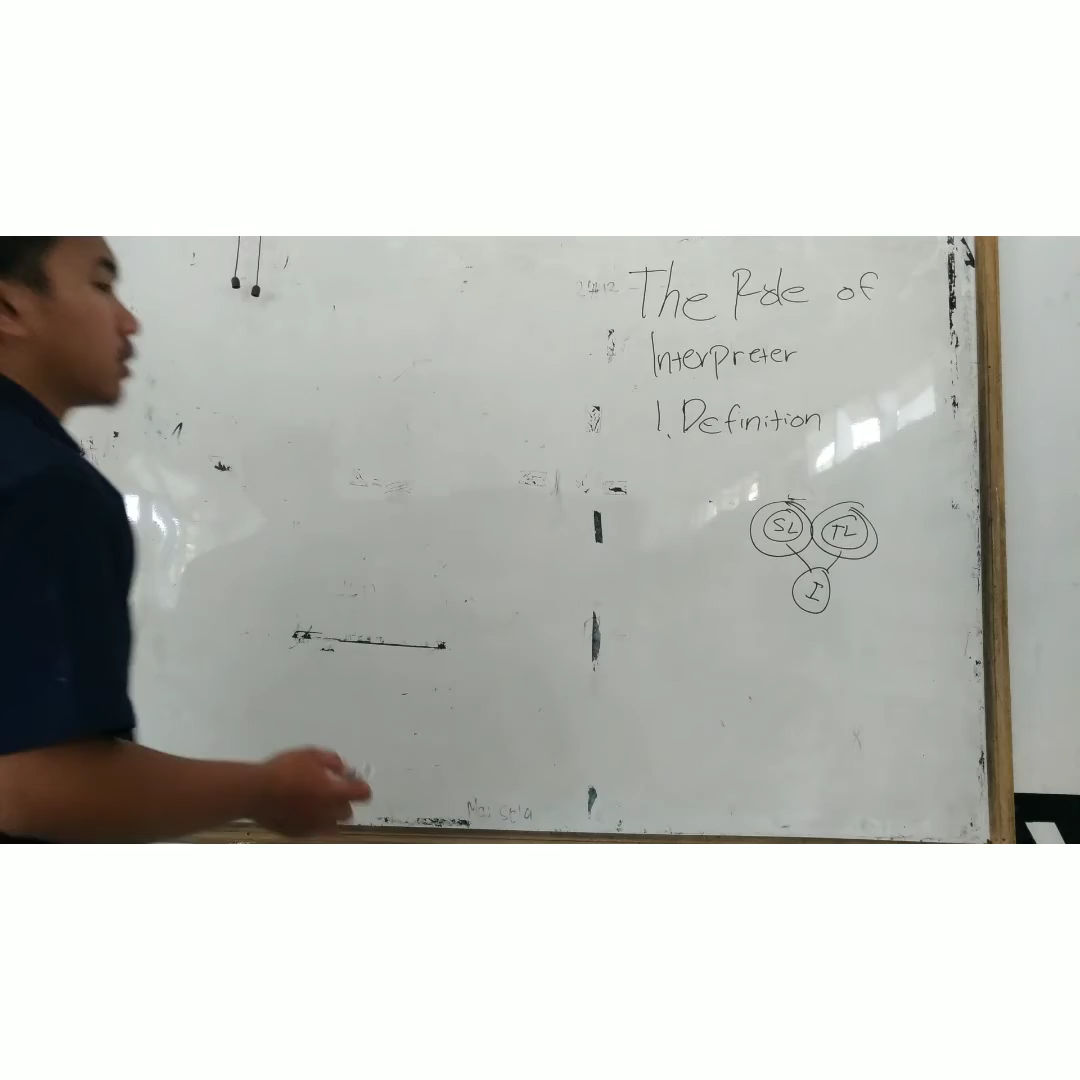 The Role of
Interpreter
1. Definition
SL TL
I